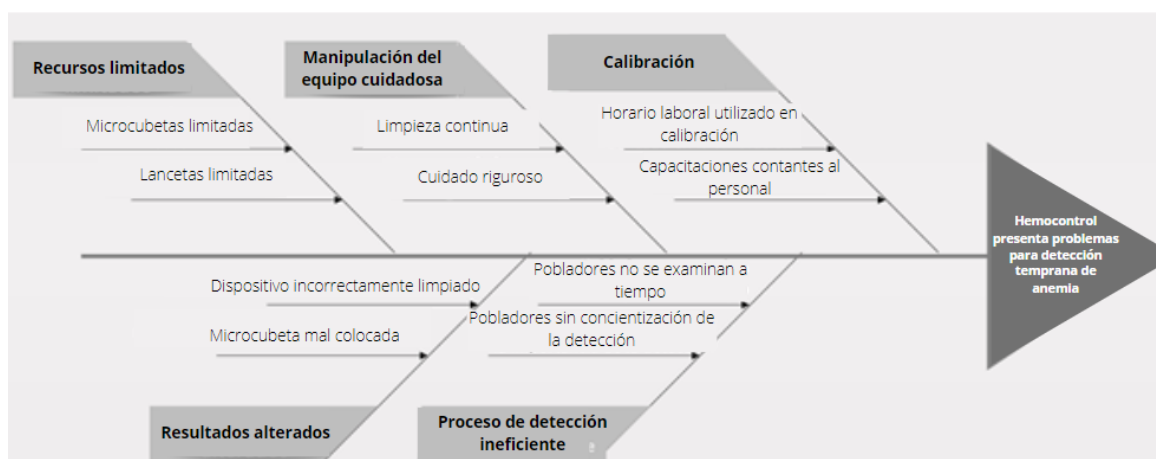 Recursos limitados
Manipulación del
equipo cuidadosa
Calibración
Microcubetas limitadas
Lancetas limitadas
Limpieza continua
Cuidado riguroso
Horario laboral utilizado en
calibración
Capacitaciones contantes al
personal
Hemocontrol
presenta problemas
para detección
temprana de
anemia
Dispositivo incorrectamente limpiado
Microcubeta mal colocada
Pobladores no se examinan a
tiempo
Pobladores sin concientización de
la detección
Resultados alterados
Proceso de detección
ineficiente